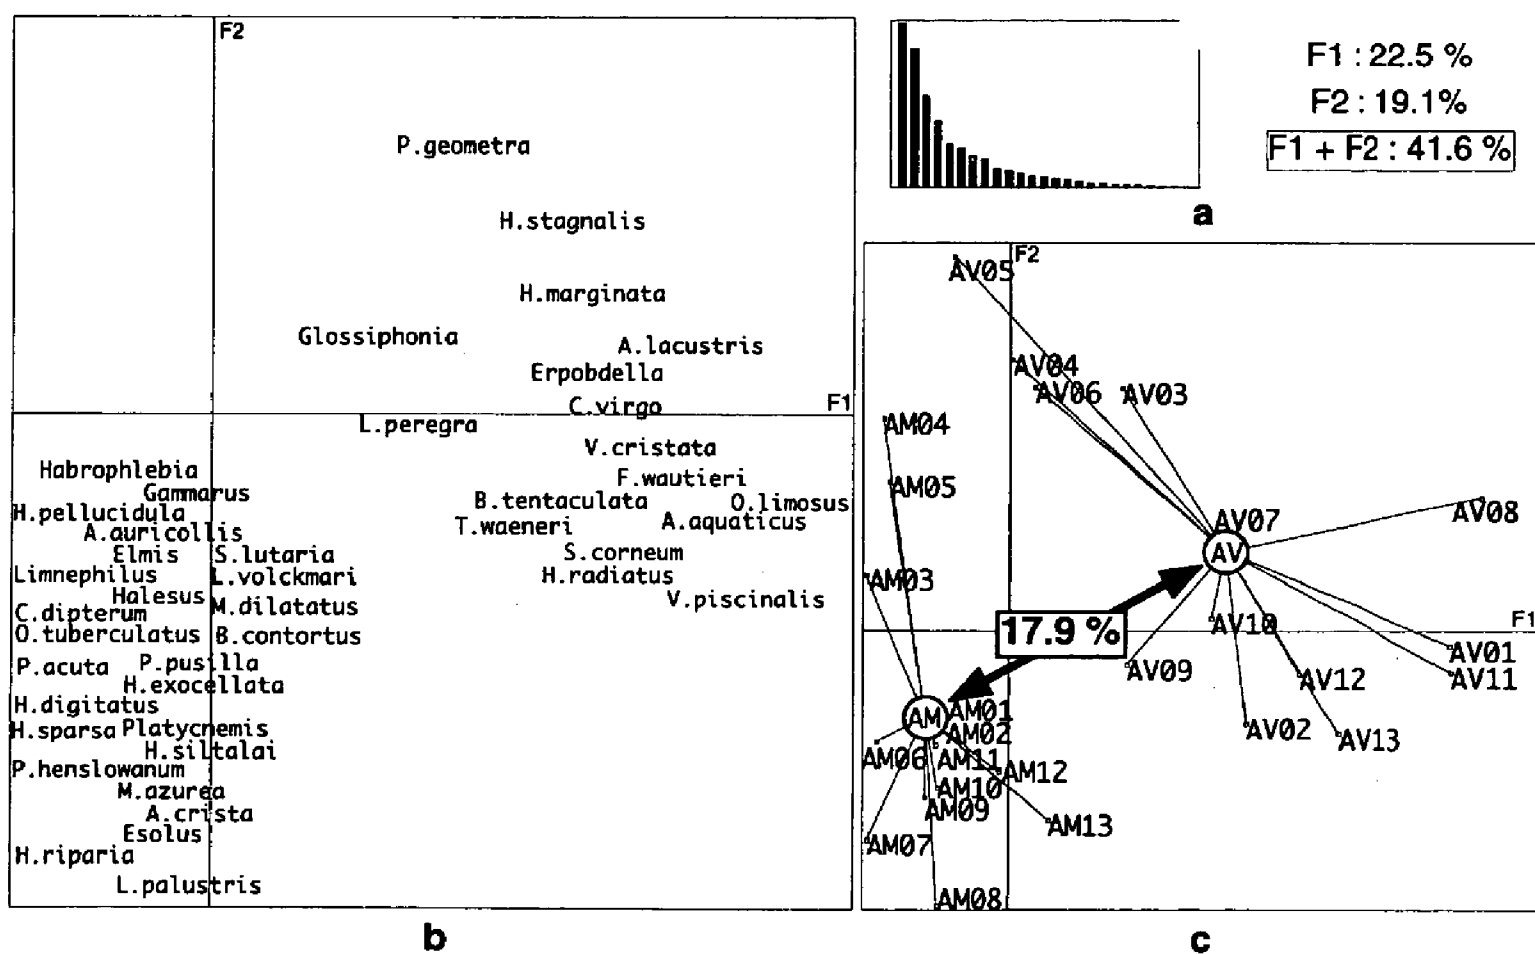 F2
P.geometra
H.stagnalis
H.marginata
Glossiphonia
A.lacustris
Erpobdella
C.virgo
F1
L.peregra
V.cristata
Habrophlebia
F.wautieri
Gammarus
B.tentaculata
O.limosus
H.pellucidula
T.waeneri
A.aquaticus
A.auricollis
Elmis
S.lutaria
S.corneum
Limnephilus
L.volckmari
H.radiatus
Halesus
M.dilatatus
V.piscinalis
C.dipterum
O.tuberculatus
B.contortus
P.acuta
P.pusilla
H.exocellata
H.digitatus
H.sparsa
Platycnemis
H.siltalai
P.henslowanum
M.azurea
A.crista
Esolus
H.riparia
L.palustris
b
F1 : 22.5 %
F2 : 19.1%
F1 + F2 : 41.6 %
a
F2
AV05
AV04
AV06
AV03
AM04
AM05
AV08
AV07
AV
AM03
17.9 %
AV10
F1
AV09
AV01
AV12
AV11
AM
AM01
AM02
AV02
AV13
AM06
AM11
AM12
AM10
AM09
AM13
AM07
AM08
c